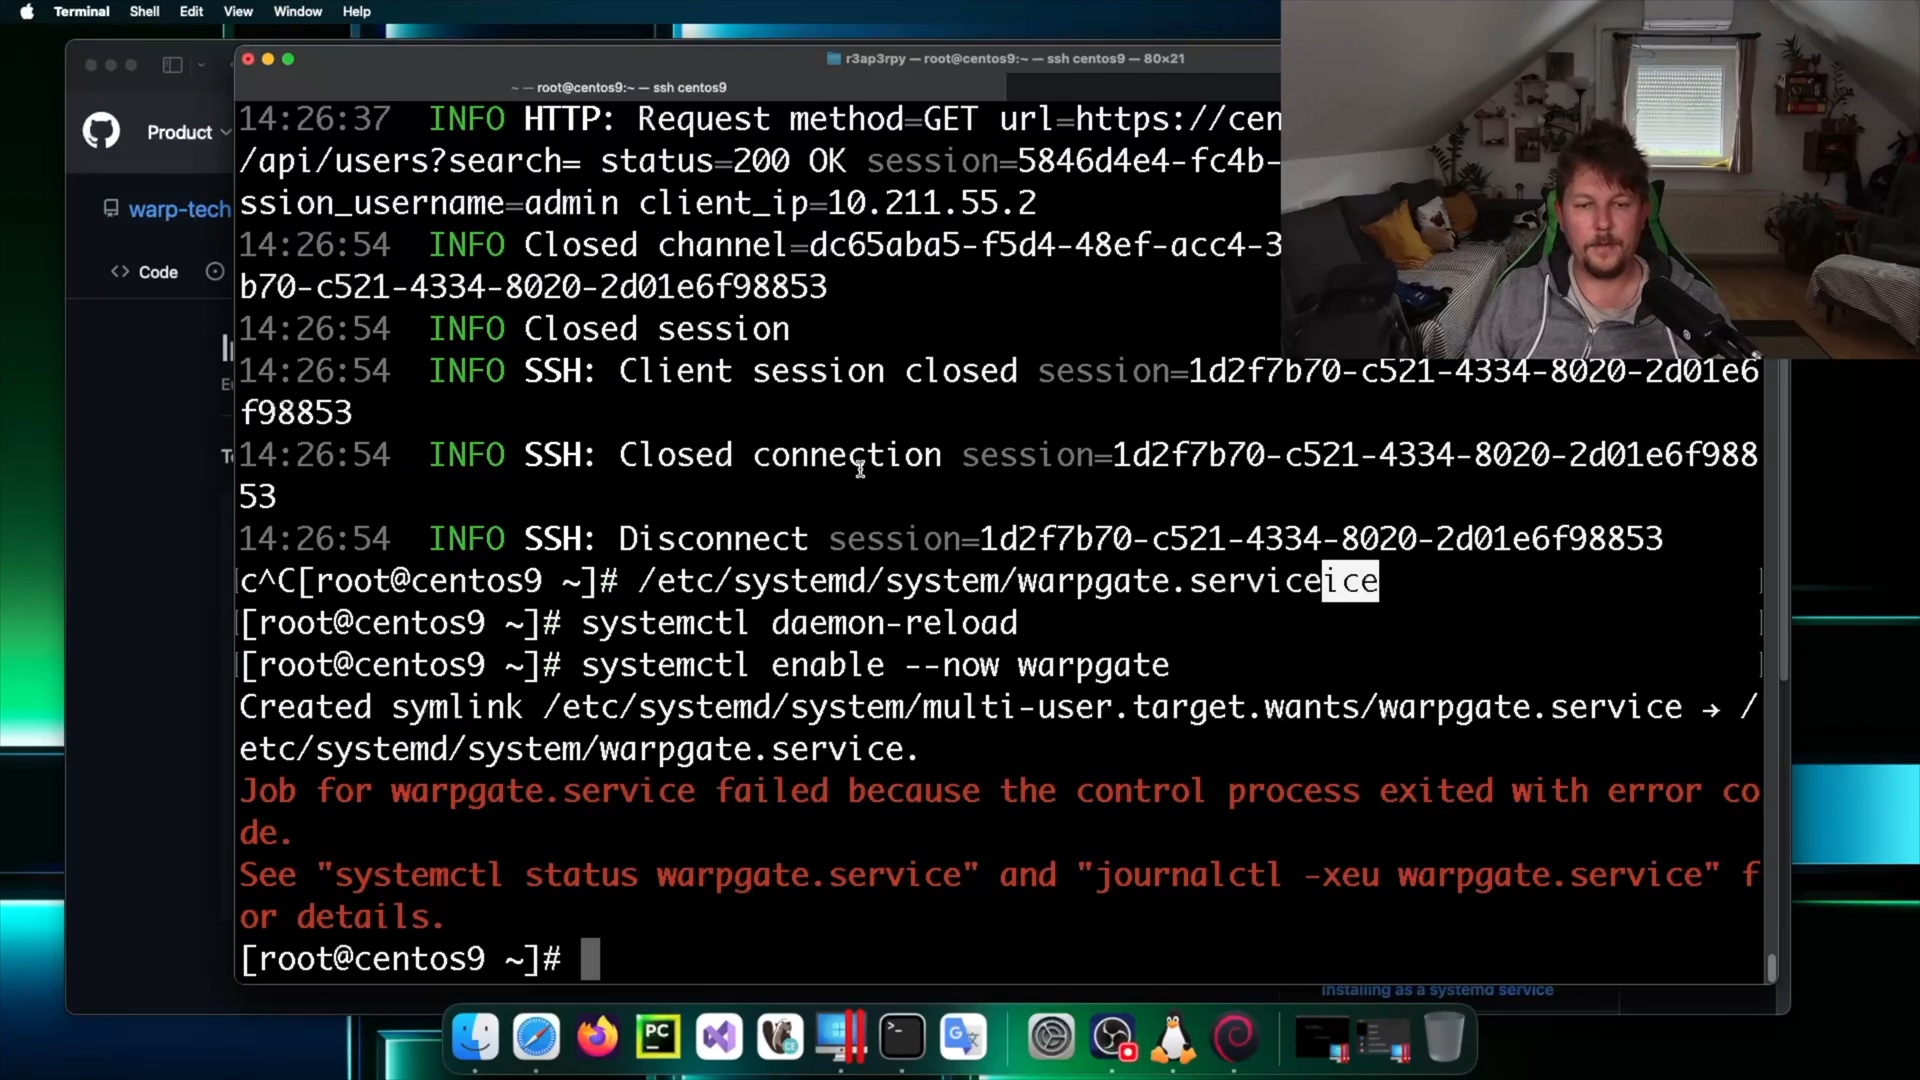 Terminal Shell Edit View Window Help
r3ap3rpy — root@centos9:~ — ssh centos9 — 80×21
~ — root@centos9:~ — ssh centos9
Product
warp-tech
Code
14:26:37 INFO HTTP: Request method=GET url=https://cen
/api/users?search= status=200 OK session=5846d4e4-fc4b-
ssion_username=admin client_ip=10.211.55.2
14:26:54 INFO Closed channel=dc65aba5-f5d4-48ef-acc4-3
b70-c521-4334-8020-2d01e6f98853
14:26:54 INFO Closed session
14:26:54 INFO SSH: Client session closed session=1d2f7b70-c521-4334-8020-2d01e6
f98853
14:26:54 INFO SSH: Closed connection session=1d2f7b70-c521-4334-8020-2d01e6f988
53
14:26:54 INFO SSH: Disconnect session=1d2f7b70-c521-4334-8020-2d01e6f98853
c^C[root@centos9 ~]# /etc/systemd/system/warpgate.serviceice
[root@centos9 ~]# systemctl daemon-reload
[root@centos9 ~]# systemctl enable --now warpgate
Created symlink /etc/systemd/system/multi-user.target.wants/warpgate.service → /
etc/systemd/system/warpgate.service.
Job for warpgate.service failed because the control process exited with error co
de.
See "systemctl status warpgate.service" and "journalctl -xeu warpgate.service" f
or details.
[root@centos9 ~]#
Installing as a systemd service
PC
CE